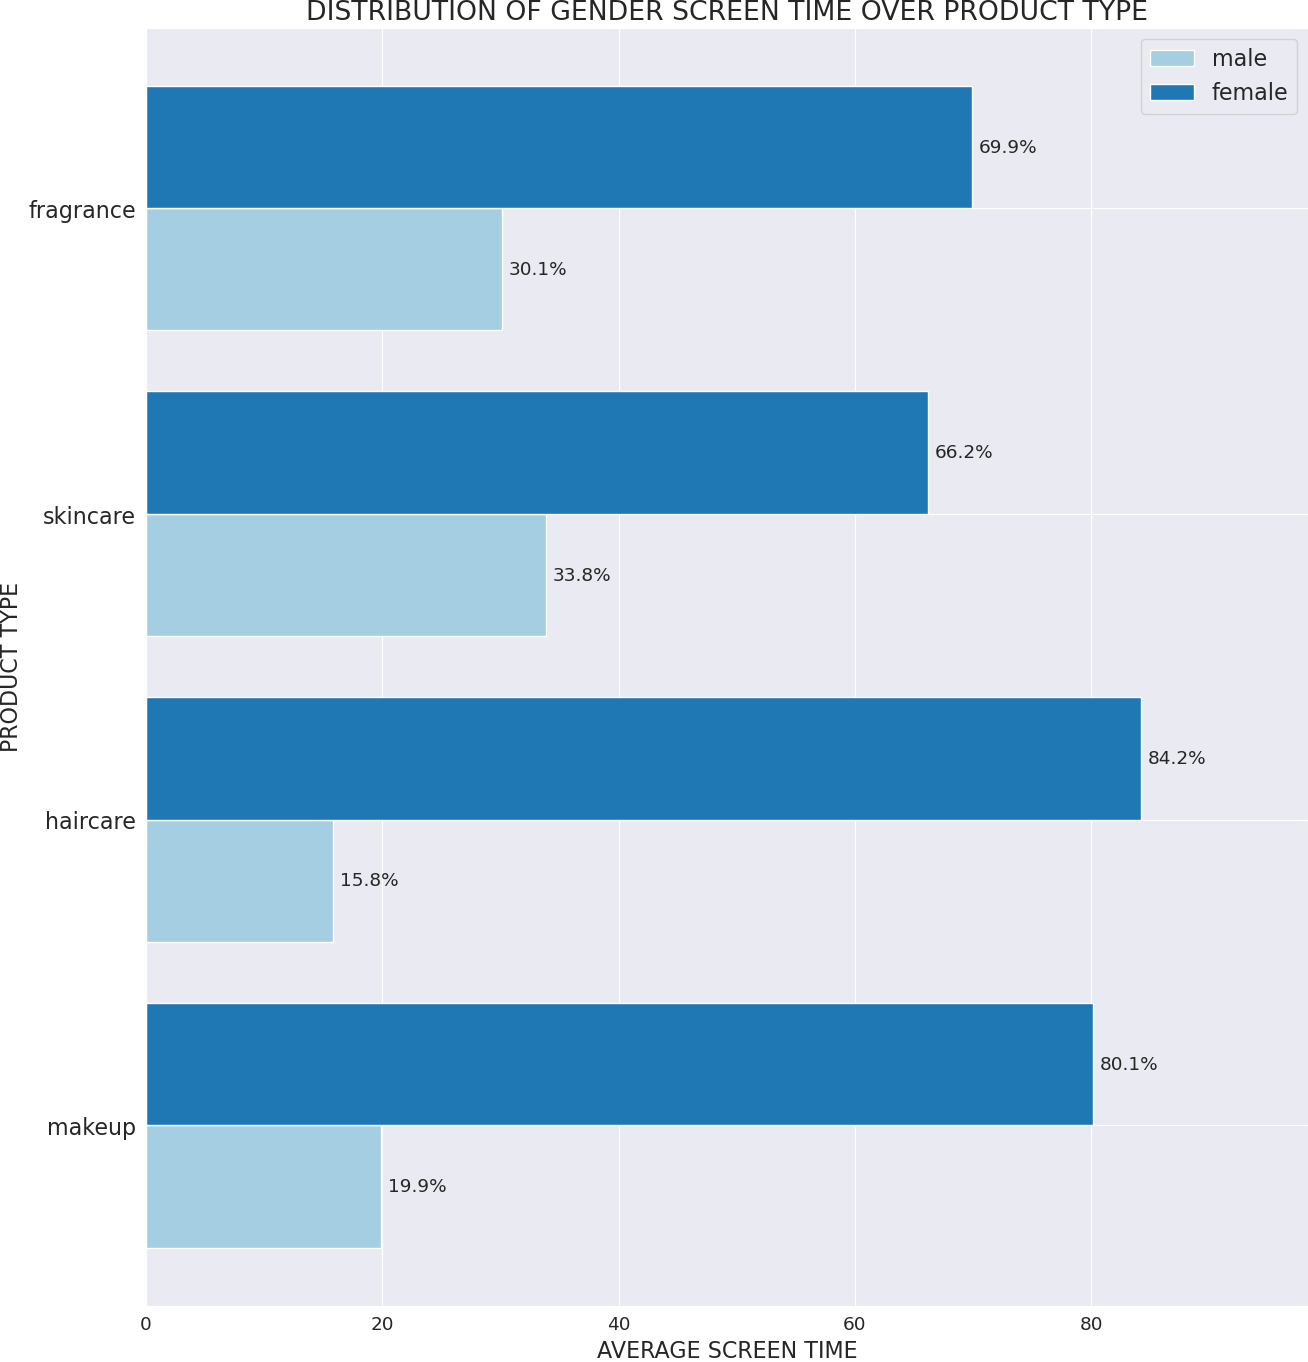 DISTRIBUTION OF GENDER SCREEN TIME OVER PRODUCT TYPE
male
female
69.9%
fragrance
30.1%
66.2%
skincare
33.8%
PRODUCT TYPE
84.2%
haircare
15.8%
80.1%
makeup
19.9%
0 20 40 60 80
AVERAGE SCREEN TIME